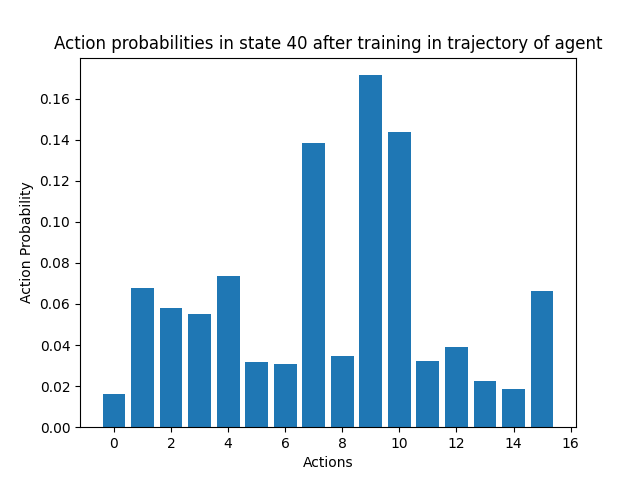 Action probabilities in state 40 after training in trajectory of agent
0.16
0.14
0.12
0.10
0.08
0.06
0.04
0.02
0.00
Action Probability
0 2 4 6 8 10 12 14 16
Actions